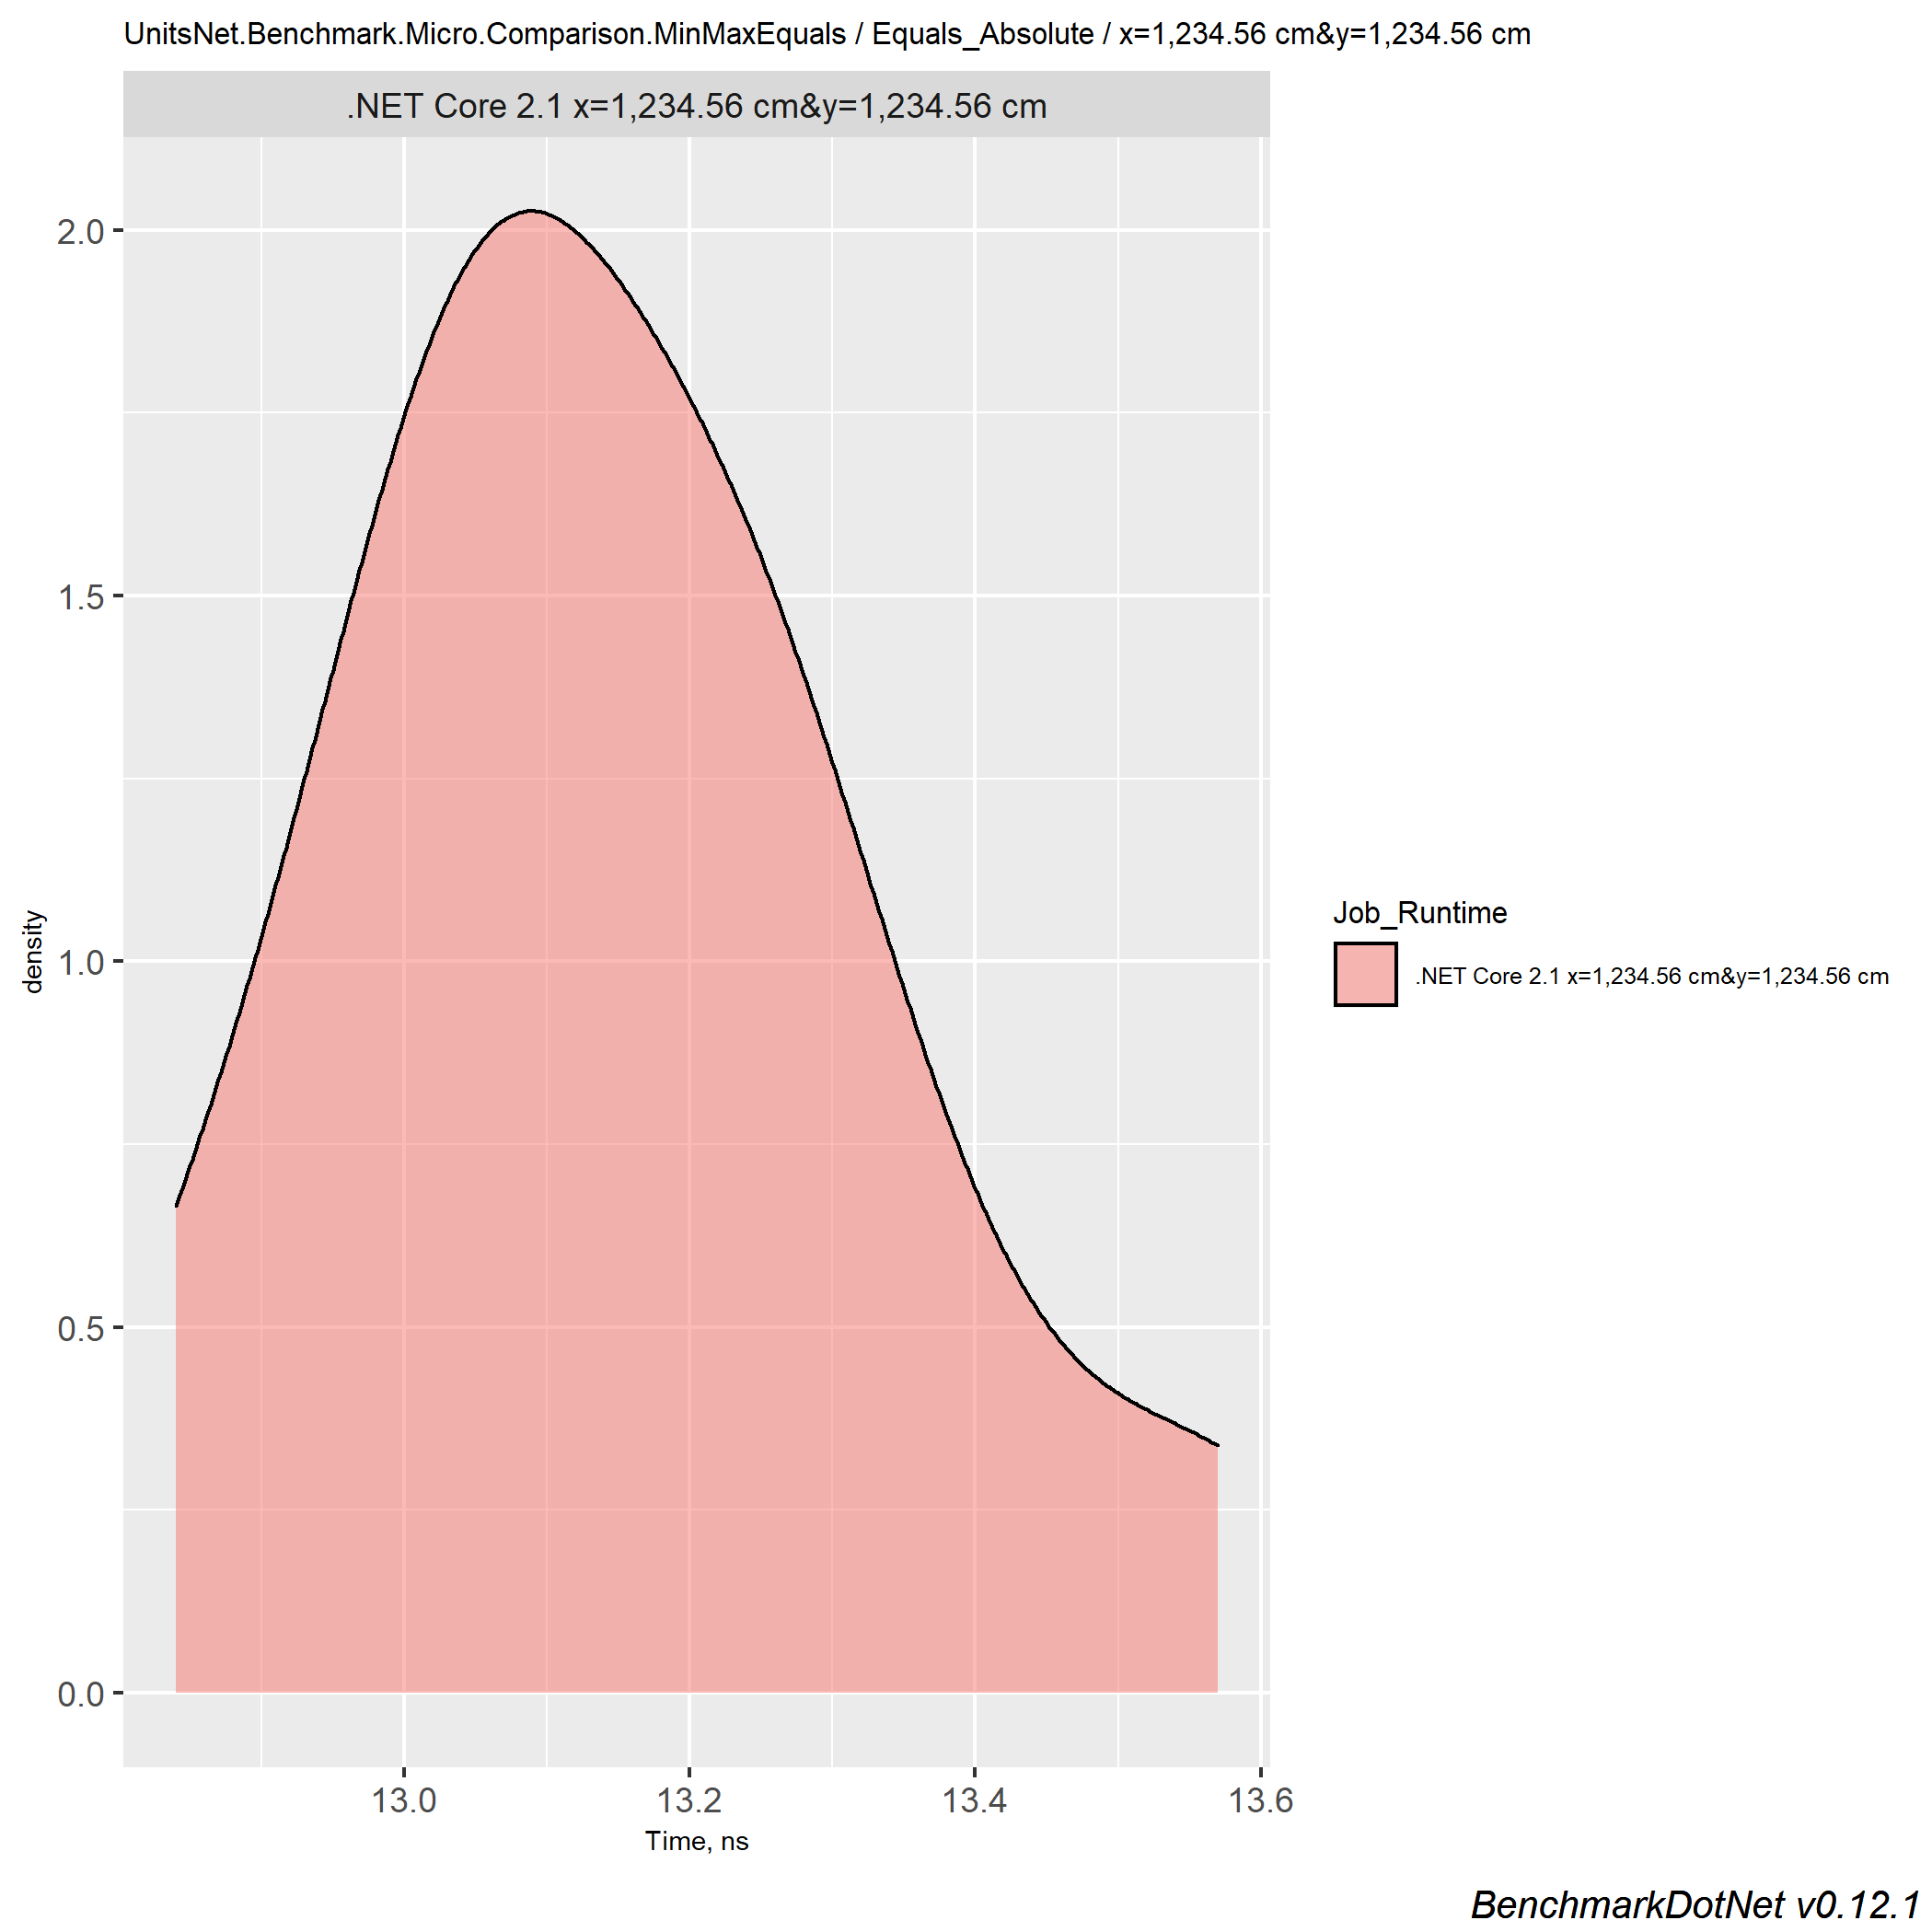 UnitsNet.Benchmark.Micro.Comparison.MinMaxEquals / Equals_Absolute / x=1,234.56 cm&y=1,234.56 cm
.NET Core 2.1 x=1,234.56 cm&y=1,234.56 cm
2.0
1.5
1.0
0.5
0.0
density
13.0 13.2 13.4 13.6
Time, ns
Job_Runtime
.NET Core 2.1 x=1,234.56 cm&y=1,234.56 cm
BenchmarkDotNet v0.12.1